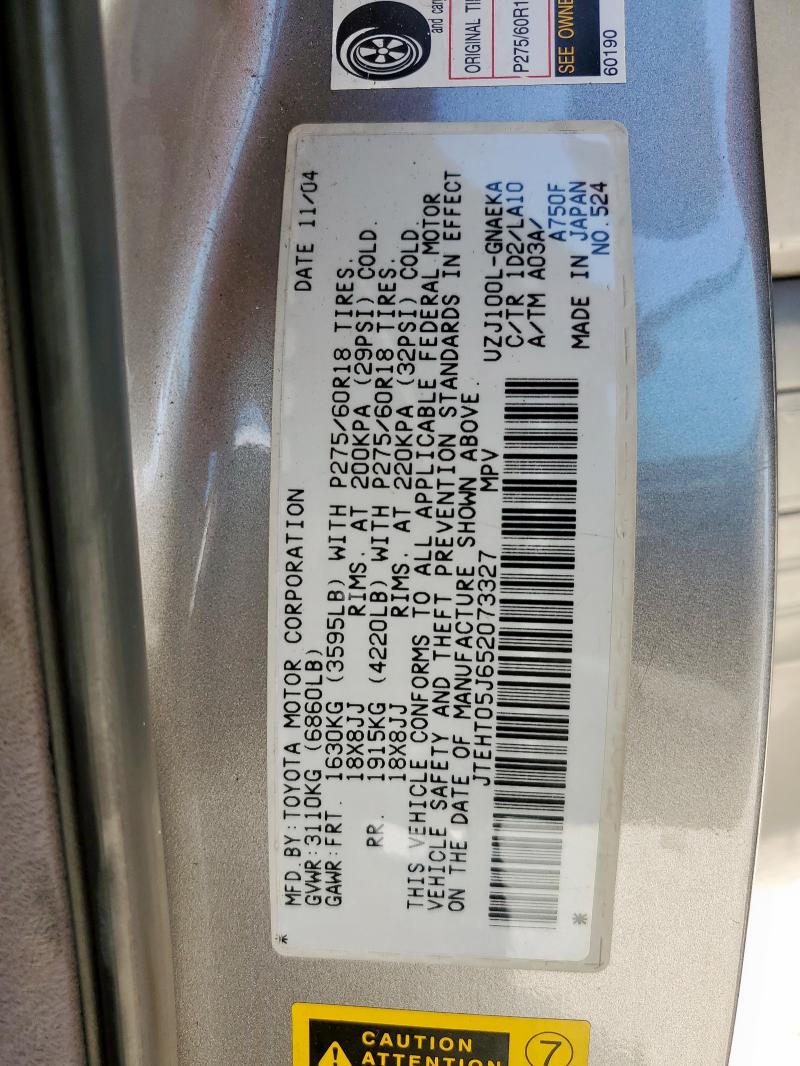 and
ORIGINAL
P275/60R1
SEE
60190
MFD.BY:TOYOTA MOTOR CORPORATION DATE 11/04
GVWR:3110KG (6860LB)
GAWR:FRT. 1630KG (3595LB) WITH P275/60R18 TIRES.
18X8JJ RIMS. AT 200KPA (29PSI) COLD.
RR. 1915KG (4220LB) WITH P275/60R18 TIRES.
18X8JJ RIMS. AT 220KPA (32PSI) COLD.
THIS VEHICLE CONFORMS TO ALL APPLICABLE FEDERAL MOTOR
VEHICLE SAFETY AND THEFT PREVENTION STANDARDS IN EFFECT
ON THE DATE OF MANUFACTURE SHOWN ABOVE.
JTEHT05J652073327 MPV
UZJ100L-GNAEKA
C/TR 1D2/LA10
A/TM A03A/
A750F
MADE IN JAPAN
NO.524
CAUTION
ATTENTION
7